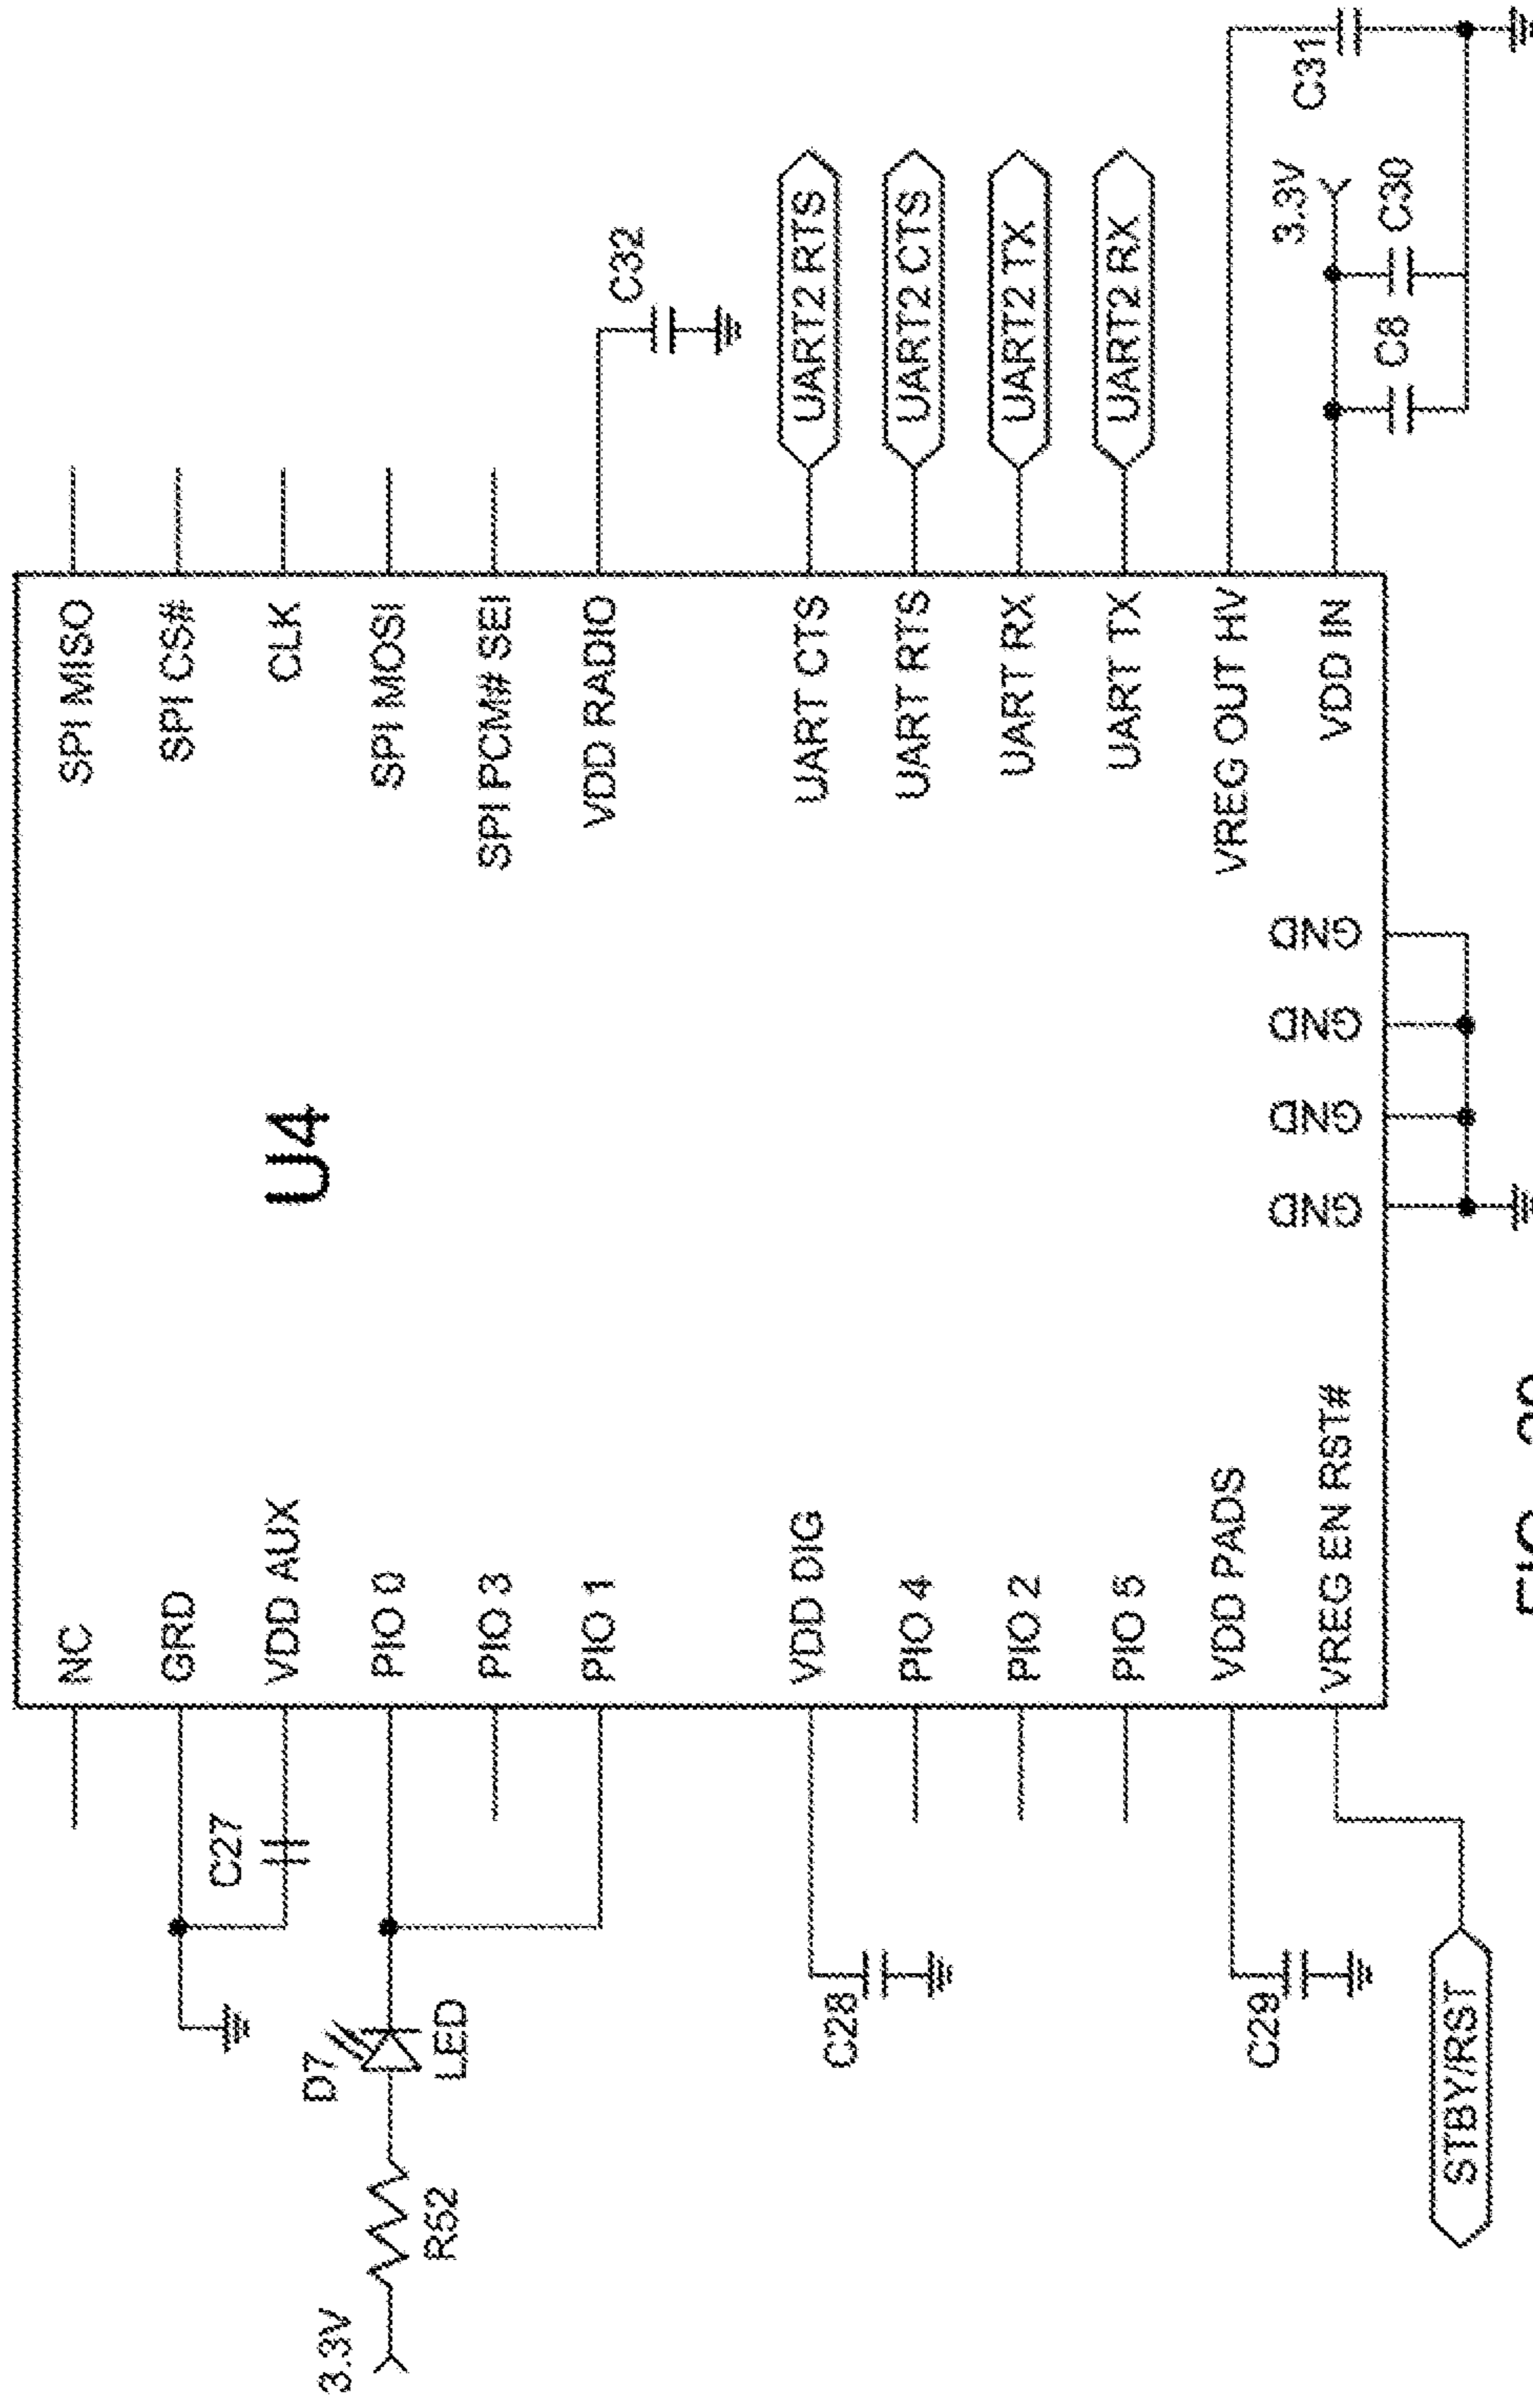 NC
SPI MISO
GRD
SPI CS#
C27
VDD AUX
U4
CLK
3.3V
D7
PIO 0
SPI MOSI
R52
LED
PIO 3
SPI PCM# SEI
PIO 1
VDD RADIO
C32
VDD DIG
UART CTS
UART2 RTS
C28
PIO 4
UART RTS
UART2 CTS
PIO 2
UART RX
UART2 TX
PIO 5
UART TX
UART2 RX
VDD PADS
VREG OUT HV
C29
3.3V
C31
VREG EN RST#
GND
GND
GND
GND
VDD IN
C8
C30
STBY/RST